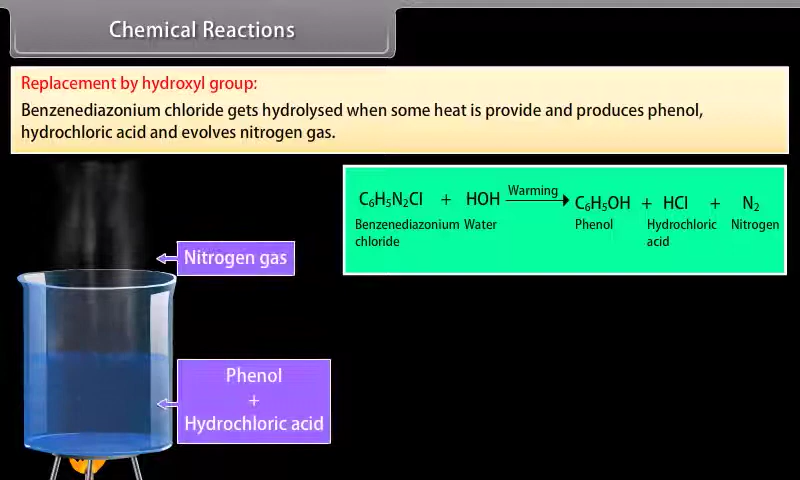 Chemical Reactions
Replacement by hydroxyl group:
Benzenediazonium chloride gets hydrolysed when some heat is provide and produces phenol,
hydrochloric acid and evolves nitrogen gas.
C₆H₅N₂Cl + HOH Warming C₆H₅OH + HCl + N₂
Benzenediazonium Water Phenol Hydrochloric Nitrogen
chloride acid
Nitrogen gas
Phenol
+
Hydrochloric acid